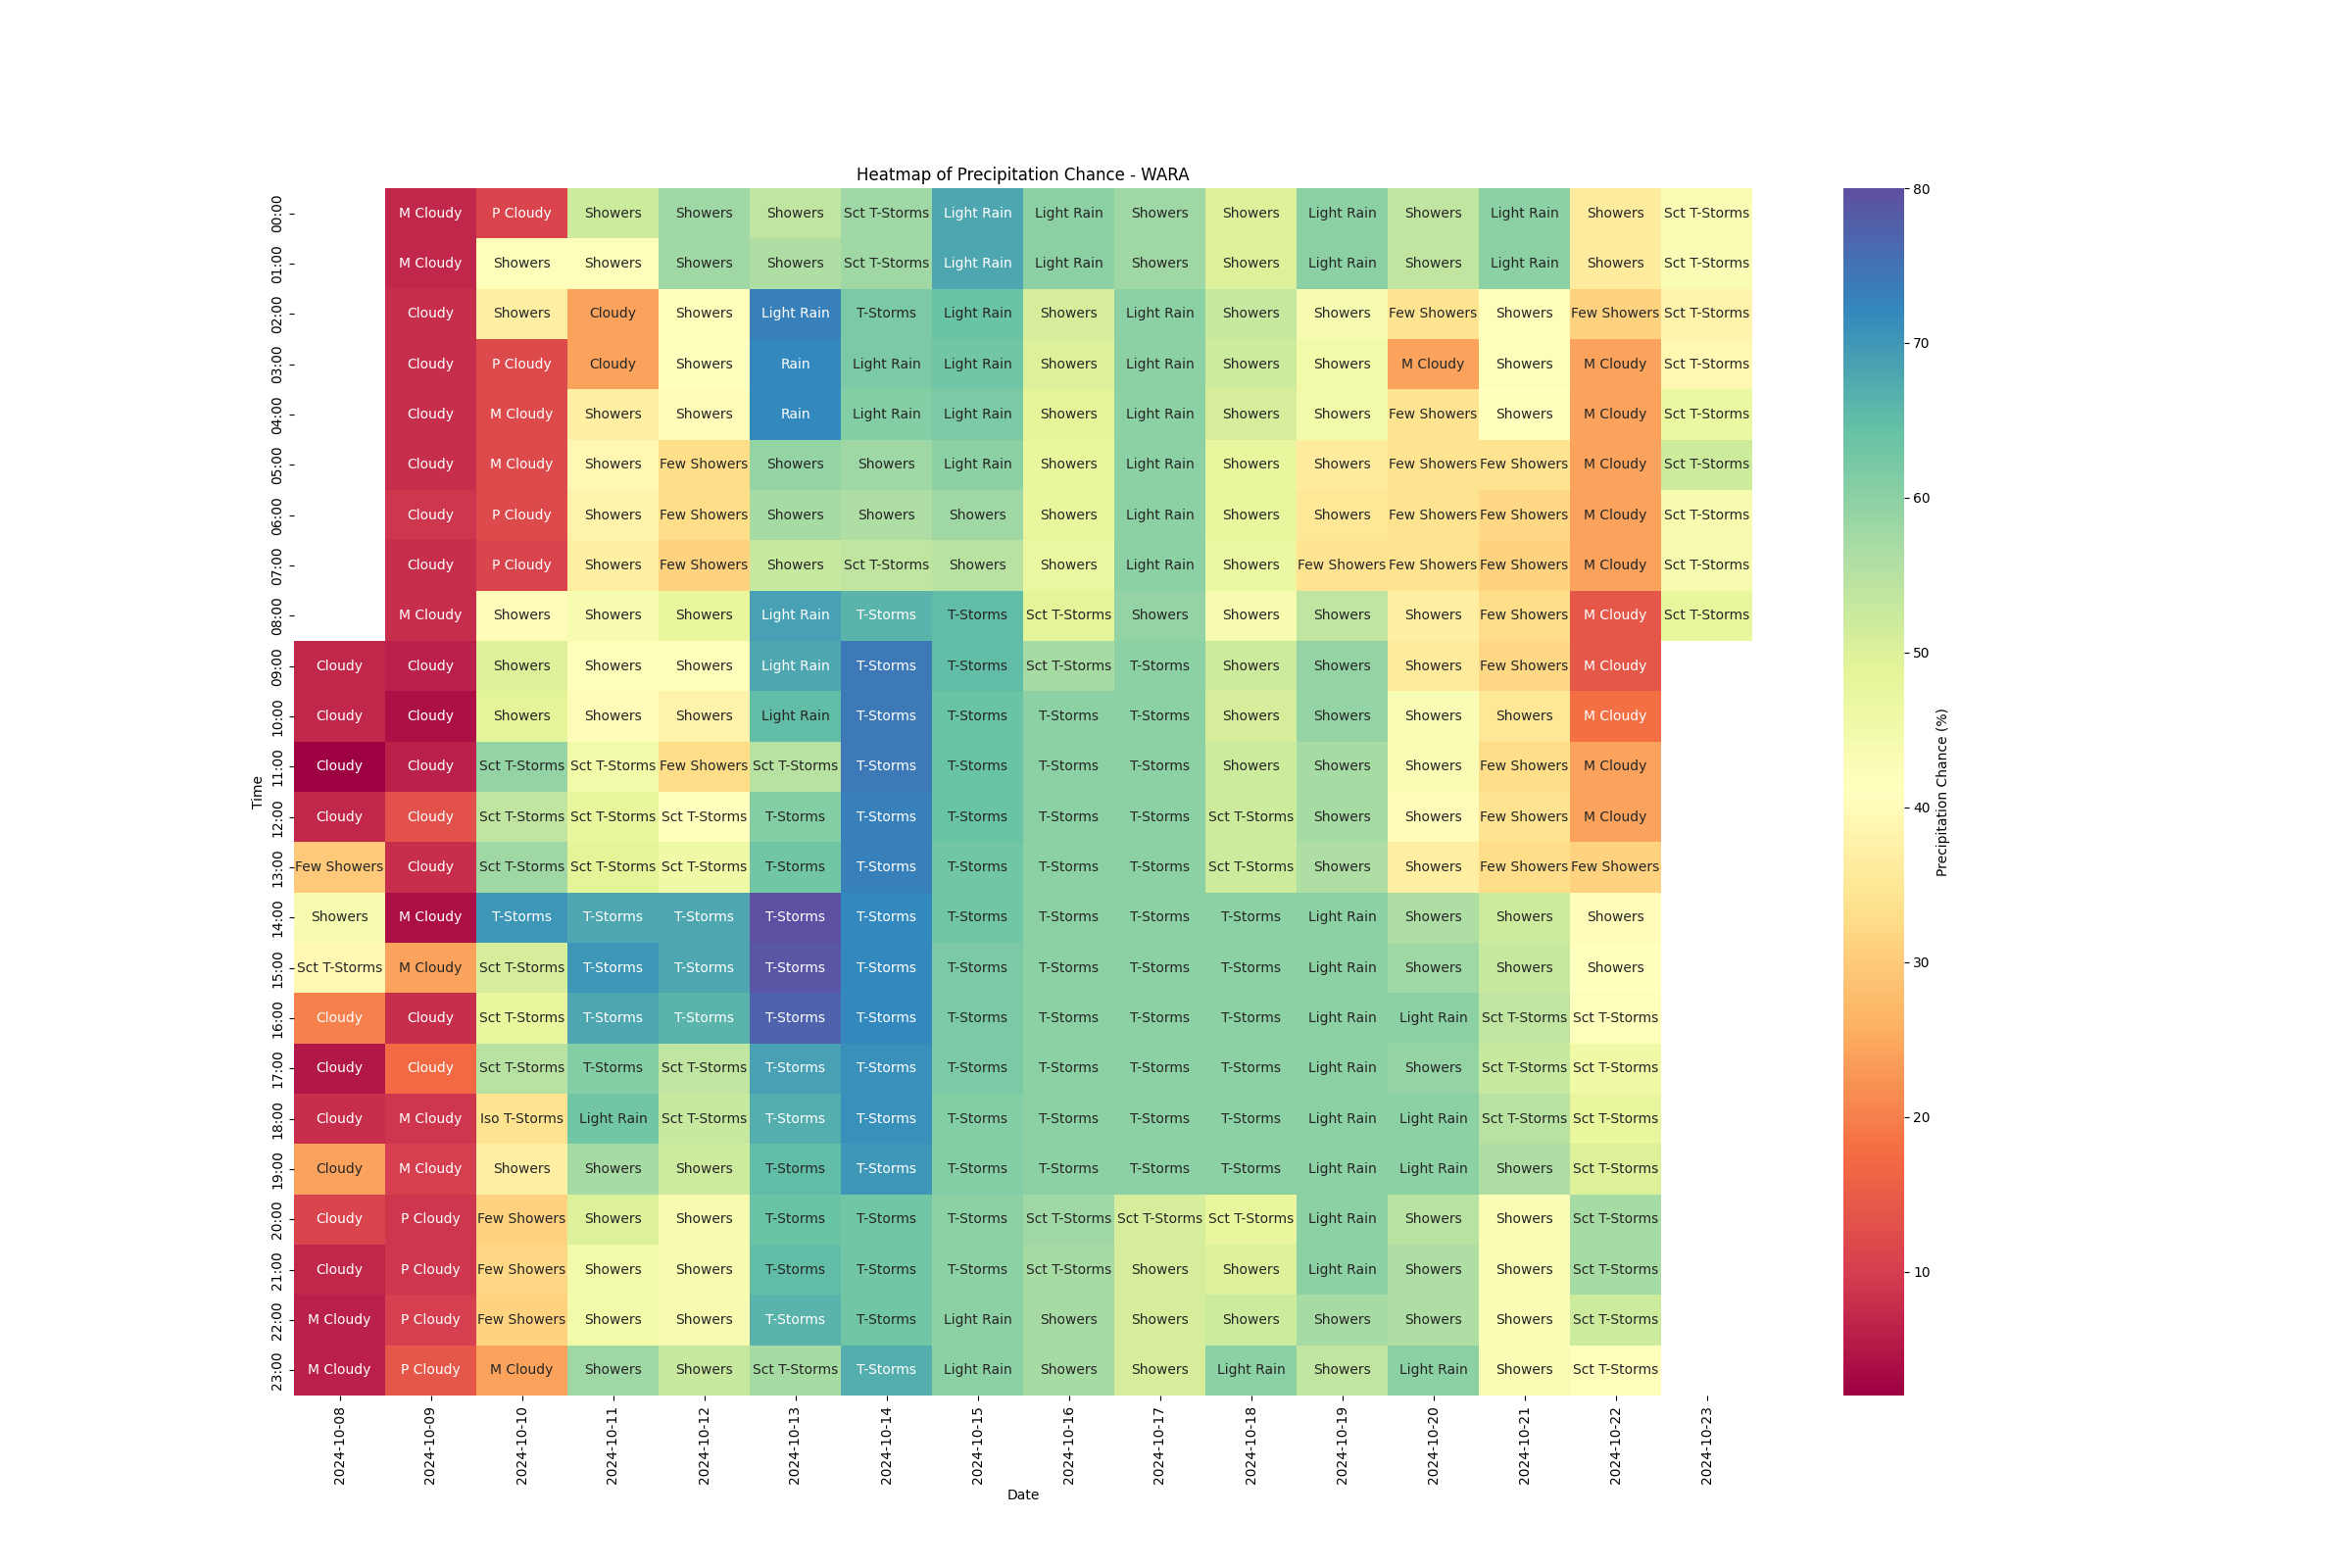 Heatmap of Precipitation Chance - WARA
00:00 M Cloudy P Cloudy Showers Showers Showers Sct T-Storms Light Rain Light Rain Showers Showers Light Rain Showers Light Rain Showers Sct T-Storms
01:00 M Cloudy Showers Showers Showers Showers Sct T-Storms Light Rain Light Rain Showers Showers Light Rain Showers Light Rain Showers Sct T-Storms
02:00 Cloudy Showers Cloudy Showers Light Rain T-Storms Light Rain Showers Light Rain Showers Showers Few Showers Showers Few Showers Sct T-Storms
03:00 Cloudy P Cloudy Cloudy Showers Rain Light Rain Light Rain Showers Light Rain Showers Showers M Cloudy Showers M Cloudy Sct T-Storms
04:00 Cloudy M Cloudy Showers Showers Rain Light Rain Light Rain Showers Light Rain Showers Showers Few Showers Showers M Cloudy Sct T-Storms
05:00 Cloudy M Cloudy Showers Few Showers Showers Showers Light Rain Showers Light Rain Showers Showers Few Showers Few Showers M Cloudy Sct T-Storms
06:00 Cloudy P Cloudy Showers Few Showers Showers Showers Showers Showers Light Rain Showers Showers Few Showers Few Showers M Cloudy Sct T-Storms
07:00 Cloudy P Cloudy Showers Few Showers Showers Sct T-Storms Showers Showers Light Rain Showers Few Showers Few Showers Few Showers M Cloudy Sct T-Storms
08:00 M Cloudy Showers Showers Showers Light Rain T-Storms T-Storms Sct T-Storms Showers Showers Showers Showers Few Showers M Cloudy Sct T-Storms
09:00 Cloudy Cloudy Showers Showers Showers Light Rain T-Storms T-Storms Sct T-Storms T-Storms Showers Showers Showers Few Showers M Cloudy
10:00 Cloudy Cloudy Showers Showers Showers Light Rain T-Storms T-Storms T-Storms T-Storms Showers Showers Showers Showers M Cloudy
11:00 Cloudy Cloudy Sct T-Storms Sct T-Storms Few Showers Sct T-Storms T-Storms T-Storms T-Storms T-Storms Showers Showers Showers Few Showers M Cloudy
12:00 Cloudy Cloudy Sct T-Storms Sct T-Storms Sct T-Storms T-Storms T-Storms T-Storms T-Storms T-Storms Sct T-Storms Showers Showers Few Showers M Cloudy
13:00 Few Showers Cloudy Sct T-Storms Sct T-Storms Sct T-Storms T-Storms T-Storms T-Storms T-Storms T-Storms Sct T-Storms Showers Showers Few Showers Few Showers
14:00 Showers M Cloudy T-Storms T-Storms T-Storms T-Storms T-Storms T-Storms T-Storms T-Storms T-Storms Light Rain Showers Showers Showers
15:00 Sct T-Storms M Cloudy Sct T-Storms T-Storms T-Storms T-Storms T-Storms T-Storms T-Storms T-Storms T-Storms Light Rain Showers Showers Showers
16:00 Cloudy Cloudy Sct T-Storms T-Storms T-Storms T-Storms T-Storms T-Storms T-Storms T-Storms T-Storms Light Rain Light Rain Sct T-Storms Sct T-Storms
17:00 Cloudy Cloudy Sct T-Storms T-Storms Sct T-Storms T-Storms T-Storms T-Storms T-Storms T-Storms T-Storms Light Rain Showers Sct T-Storms Sct T-Storms
18:00 Cloudy M Cloudy Iso T-Storms Light Rain Sct T-Storms T-Storms T-Storms T-Storms T-Storms T-Storms T-Storms Light Rain Light Rain Sct T-Storms Sct T-Storms
19:00 Cloudy M Cloudy Showers Showers Showers T-Storms T-Storms T-Storms T-Storms T-Storms T-Storms Light Rain Light Rain Showers Sct T-Storms
20:00 Cloudy P Cloudy Few Showers Showers Showers T-Storms T-Storms T-Storms Sct T-Storms Sct T-Storms Sct T-Storms Light Rain Showers Showers Sct T-Storms
21:00 Cloudy P Cloudy Few Showers Showers Showers T-Storms T-Storms T-Storms Sct T-Storms Showers Showers Light Rain Showers Showers Sct T-Storms
22:00 M Cloudy P Cloudy Few Showers Showers Showers T-Storms T-Storms Light Rain Showers Showers Showers Showers Showers Showers Sct T-Storms
23:00 M Cloudy P Cloudy M Cloudy Showers Showers Sct T-Storms T-Storms Light Rain Showers Showers Light Rain Showers Light Rain Showers Sct T-Storms
Time
2024-10-08 2024-10-09 2024-10-10 2024-10-11 2024-10-12 2024-10-13 2024-10-14 2024-10-15 2024-10-16 2024-10-17 2024-10-18 2024-10-19 2024-10-20 2024-10-21 2024-10-22 2024-10-23
Date
80
70
60
50
40
30
20
10
Precipitation Chance (%)